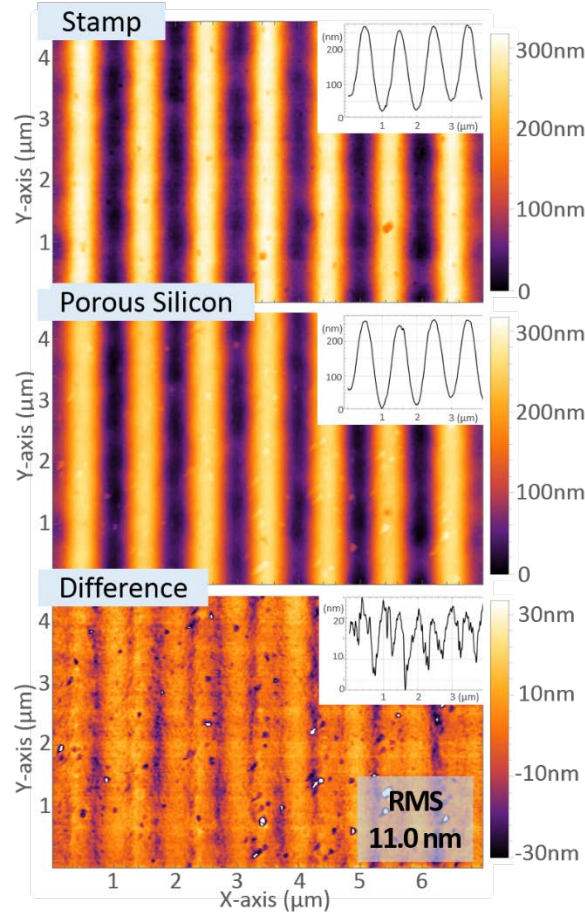 Stamp
Y-axis (µm)
4
3
2
1
(nm)
200
100
0
1 2 3 (µm)
300nm
200nm
100nm
0
Porous Silicon
Y-axis (µm)
4
3
2
1
(nm)
200
100
0
1 2 3 (µm)
300nm
200nm
100nm
0
Difference
Y-axis (µm)
4
3
2
1
(nm)
20
10
0
1 2 3 (µm)
30nm
10nm
-10nm
-30nm
RMS
11.0 nm
1 2 3 4 5 6
X-axis (µm)